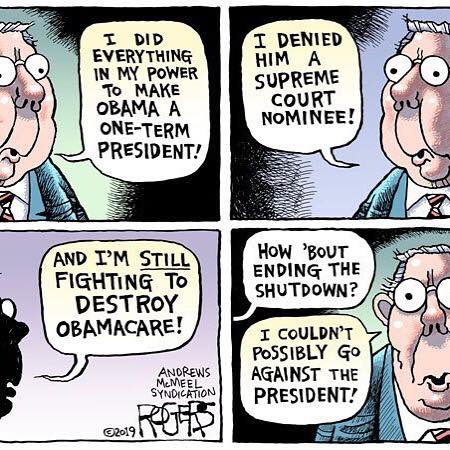 I DID
EVERYTHING
IN MY POWER
TO MAKE
OBAMA A
ONE-TERM
PRESIDENT!
I DENIED
HIM A
SUPREME
COURT
NOMINEE!
AND I'M STILL
FIGHTING TO
DESTROY
OBAMACARE!
ANDREWS
MCMEEL
SYNDICATION
©2019 ROGERS
HOW 'BOUT
ENDING THE
SHUTDOWN?
I COULDN'T
POSSIBLY GO
AGAINST THE
PRESIDENT!